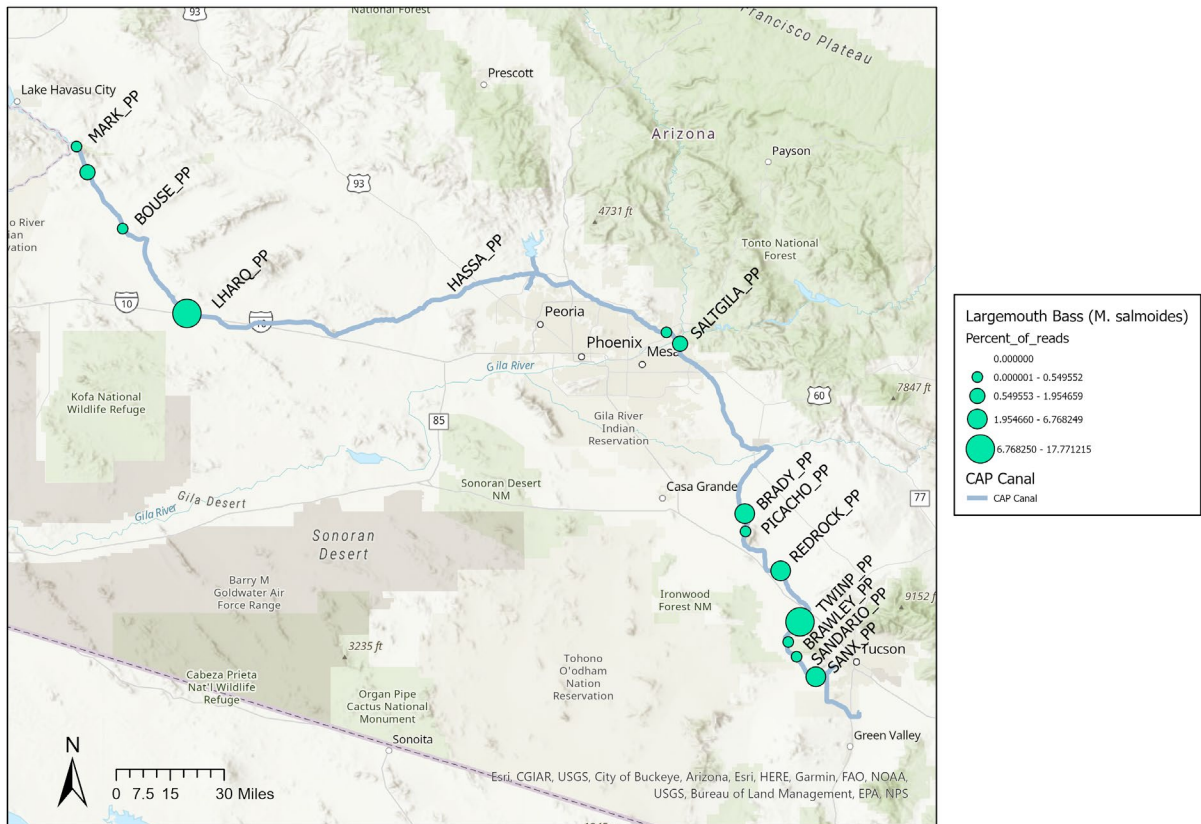 93
National Forest
Francisco Plateau
Prescott
Lake Havasu City
MARK_PP
Arizona
Payson
93
4731 ft
BOUSE_PP
Tonto National
Forest
HASSA_PP
LHARQ_PP
10
10
Peoria
SALTGILA_PP
Phoenix
Mesa
Gila River
7847 ft
60
Kofa National
Wildlife Refuge
85
Gila River
Indian
Reservation
BRADY_PP
PICACHO_PP
Casa Grande
77
Sonoran Desert
NM
Gila Desert
Gila River
REDROCK_PP
Sonoran
Desert
Barry M
Goldwater Air
Force Range
Ironwood
Forest NM
TWINP_PP
9152 ft
BRAWLEY_PP
SANDARIO_PP
SANX_PP
Tucson
3235 ft
Cabeza Prieta
Nat'l Wildlife
Refuge
Tohono
O'odham
Nation
Reservation
Organ Pipe
Cactus National
Monument
Sonoita
Green Valley
N
0 7.5 15 30 Miles
Esri, CGIAR, USGS, City of Buckeye, Arizona, Esri, HERE, Garmin, FAO, NOAA,
USGS, Bureau of Land Management, EPA, NPS
Largemouth Bass (M. salmoides)
Percent_of_reads
0.000000
0.000001 - 0.549552
0.549553 - 1.954659
1.954660 - 6.768249
6.768250 - 17.771215
CAP Canal
CAP Canal